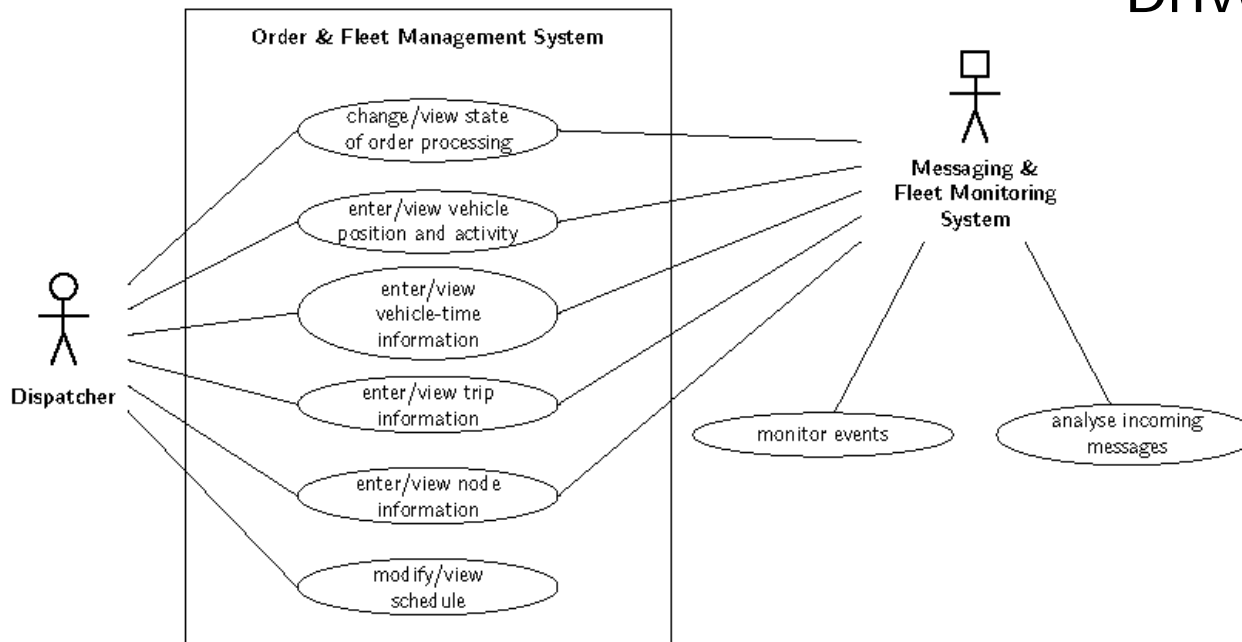 Order & Fleet Management System
change/view state
of order processing
enter/view vehicle
position and activity
enter/view
vehicle-time
information
enter/view trip
information
enter/view node
information
modify/view
schedule
Dispatcher
Messaging &
Fleet Monitoring
System
monitor events
analyse incoming
messages